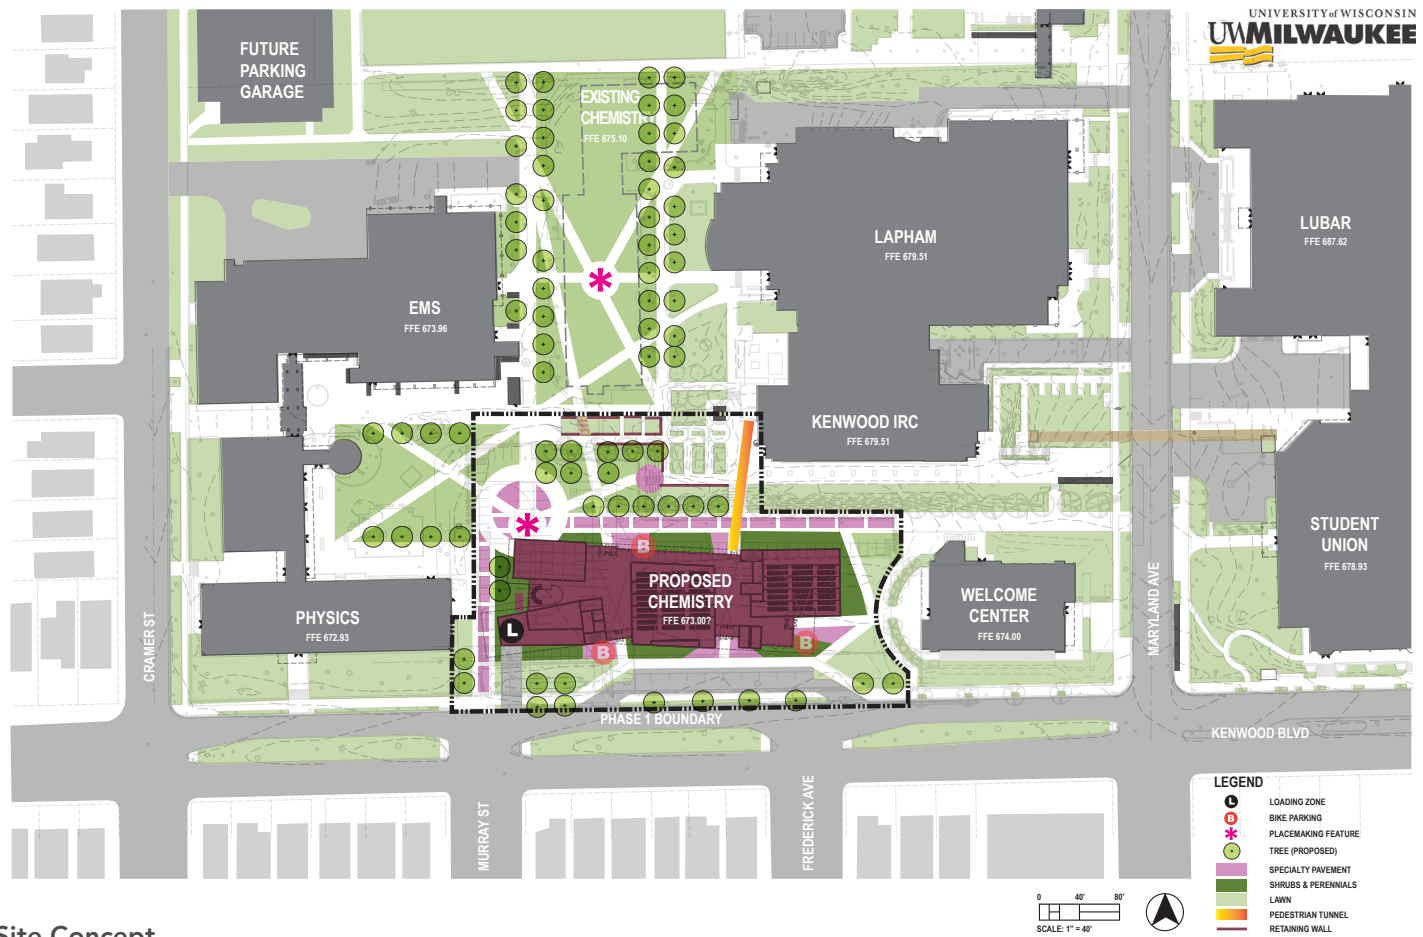 UNIVERSITY of WISCONSIN
UWMILWAUKEE
FUTURE
PARKING
GARAGE
EXISTING
CHEMISTRY
FFE 675.10
LAPHAM
FFE 679.51
LUBAR
FFE 687.62
EMS
FFE 673.96
KENWOOD IRC
FFE 679.51
STUDENT
UNION
FFE 678.93
B
PROPOSED
CHEMISTRY
FFE 673.00?
WELCOME
CENTER
FFE 674.00
PHYSICS
FFE 672.93
L
B
B
CRAMER ST
MARYLAND AVE
PHASE 1 BOUNDARY
KENWOOD BLVD
MURRAY ST
FREDERICK AVE
LEGEND
L LOADING ZONE
B BIKE PARKING
PLACEMAKING FEATURE
TREE (PROPOSED)
SPECIALTY PAVEMENT
SHRUBS & PERENNIALS
LAWN
PEDESTRIAN TUNNEL
RETAINING WALL
0 40' 80'
SCALE: 1" = 40'
Site Concept